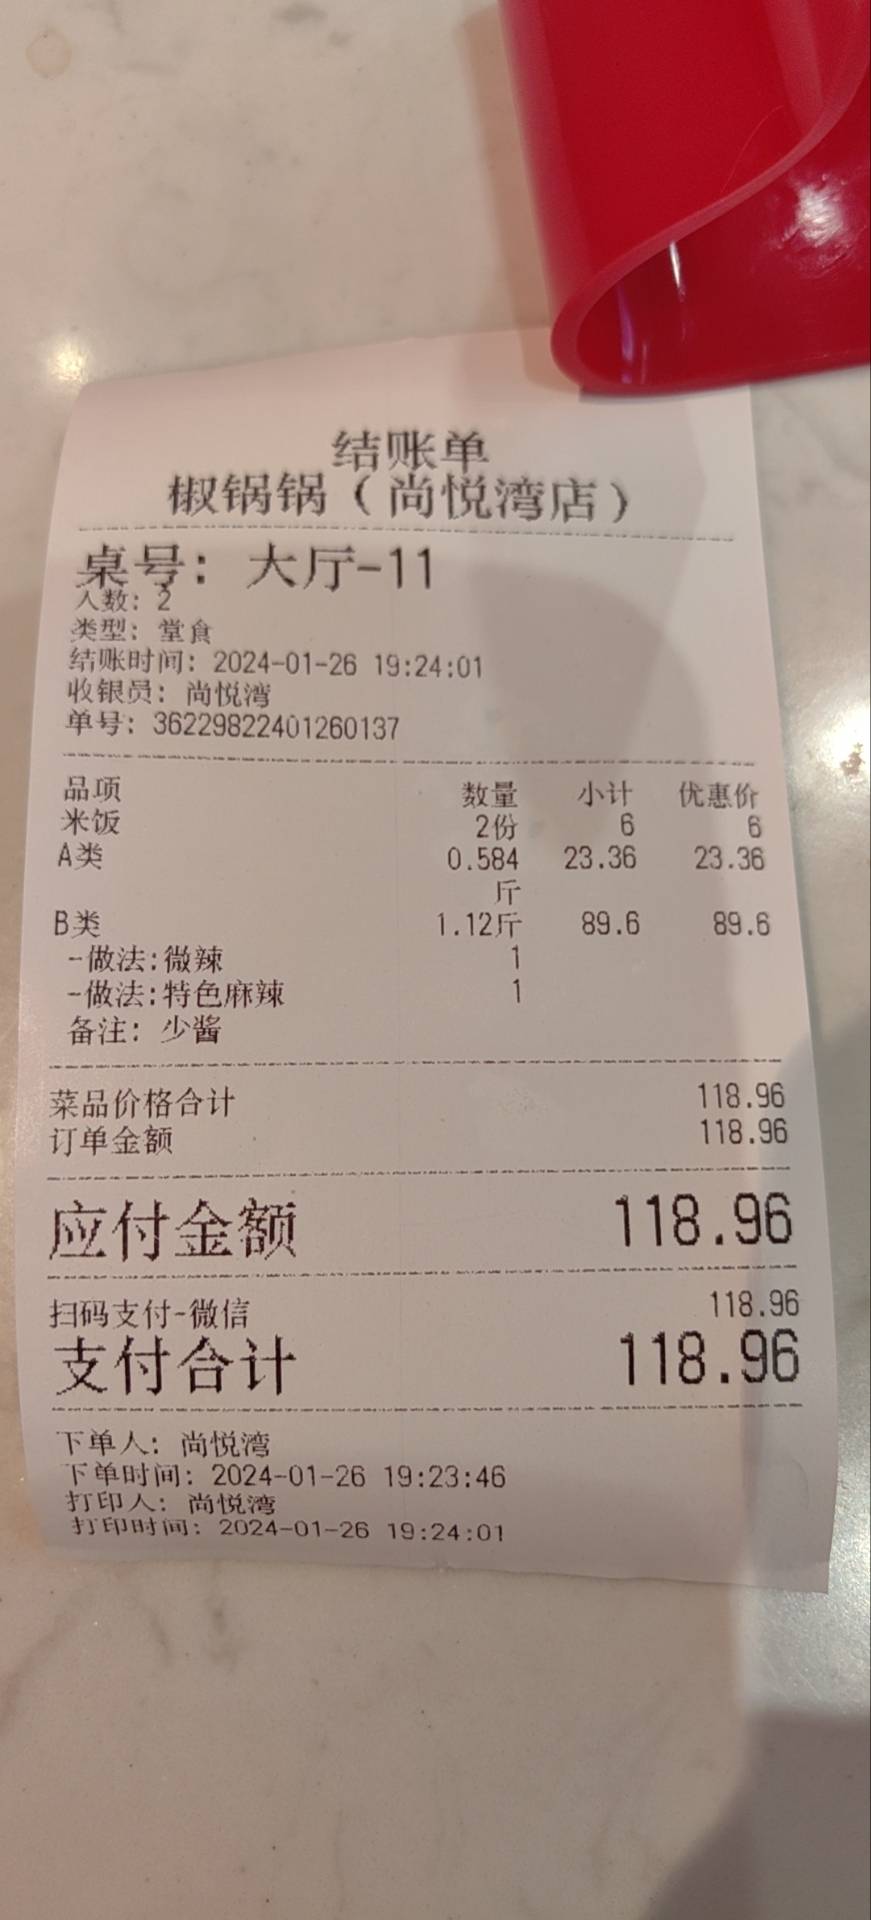 结账单
椒锅锅（尚悦湾店）
桌号：大厅-11
人数：2
类型：堂食
结账时间：2024-01-26 19:24:01
收银员：尚悦湾
单号：36229822401260137
品项 数量 小计 优惠价
米饭 2份 6 6
A类 0.584 23.36 23.36
斤
B类 1.12斤 89.6 89.6
-做法:微辣 1
-做法:特色麻辣 1
备注：少酱
菜品价格合计 118.96
订单金额 118.96
应付金额 118.96
扫码支付-微信 118.96
支付合计 118.96
下单人：尚悦湾
下单时间：2024-01-26 19:23:46
打印人：尚悦湾
打印时间：2024-01-26 19:24:01